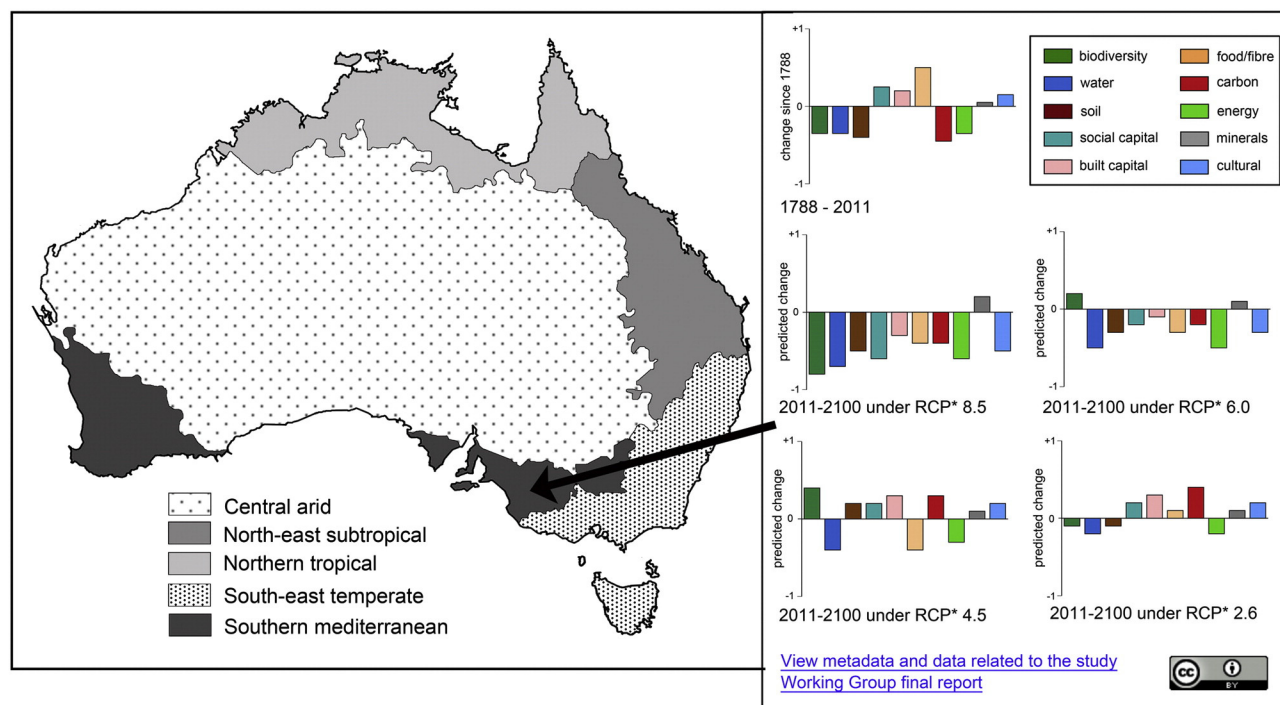 Central arid
North-east subtropical
Northern tropical
South-east temperate
Southern mediterranean
+1
change since 1788
0
-1
1788 - 2011
biodiversity
food/fibre
water
carbon
soil
energy
social capital
minerals
built capital
cultural
+1
predicted change
0
-1
2011-2100 under RCP* 8.5
+1
predicted change
0
-1
2011-2100 under RCP* 6.0
+1
predicted change
0
-1
2011-2100 under RCP* 4.5
+1
predicted change
0
-1
2011-2100 under RCP* 2.6
View metadata and data related to the study
Working Group final report
cc
BY